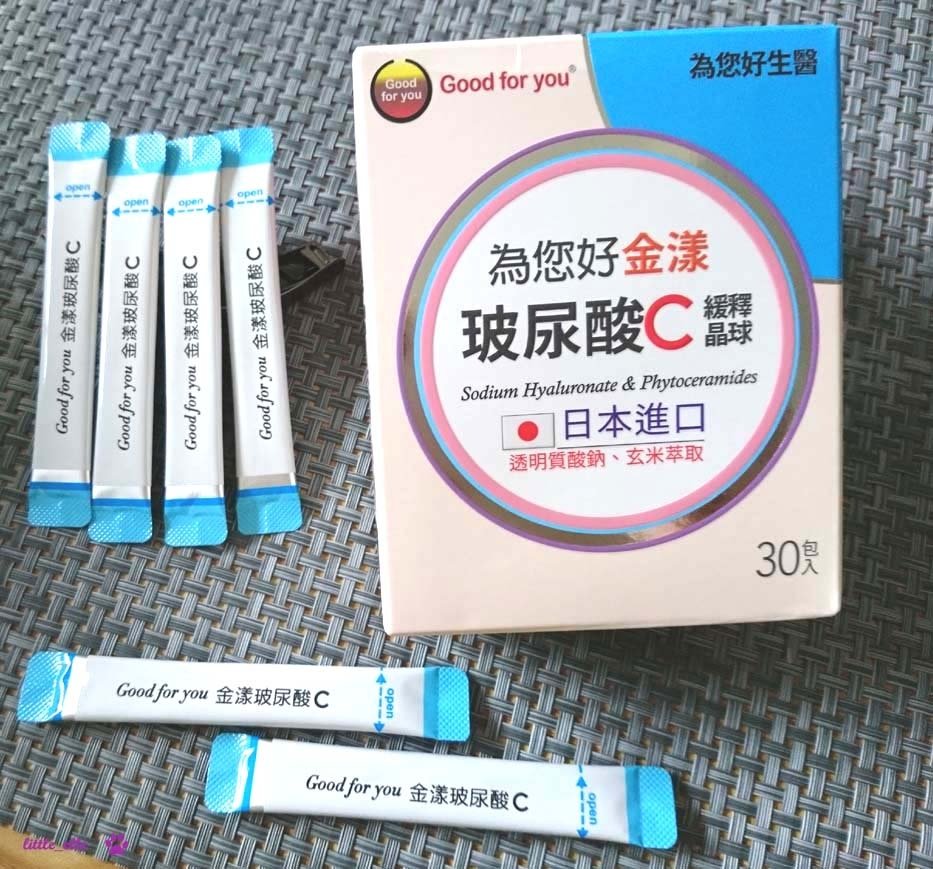 Good
for you
Good for you®
為您好生醫
為您好金漾
玻尿酸C緩釋
晶球
Sodium Hyaluronate & Phytoceramides
日本進口
透明質酸鈉、玄米萃取
30包入
open
Good for you 金漾玻尿酸C
open
Good for you 金漾玻尿酸C
open
Good for you 金漾玻尿酸C
open
Good for you 金漾玻尿酸C
Good for you 金漾玻尿酸C
open
Good for you 金漾玻尿酸C
open